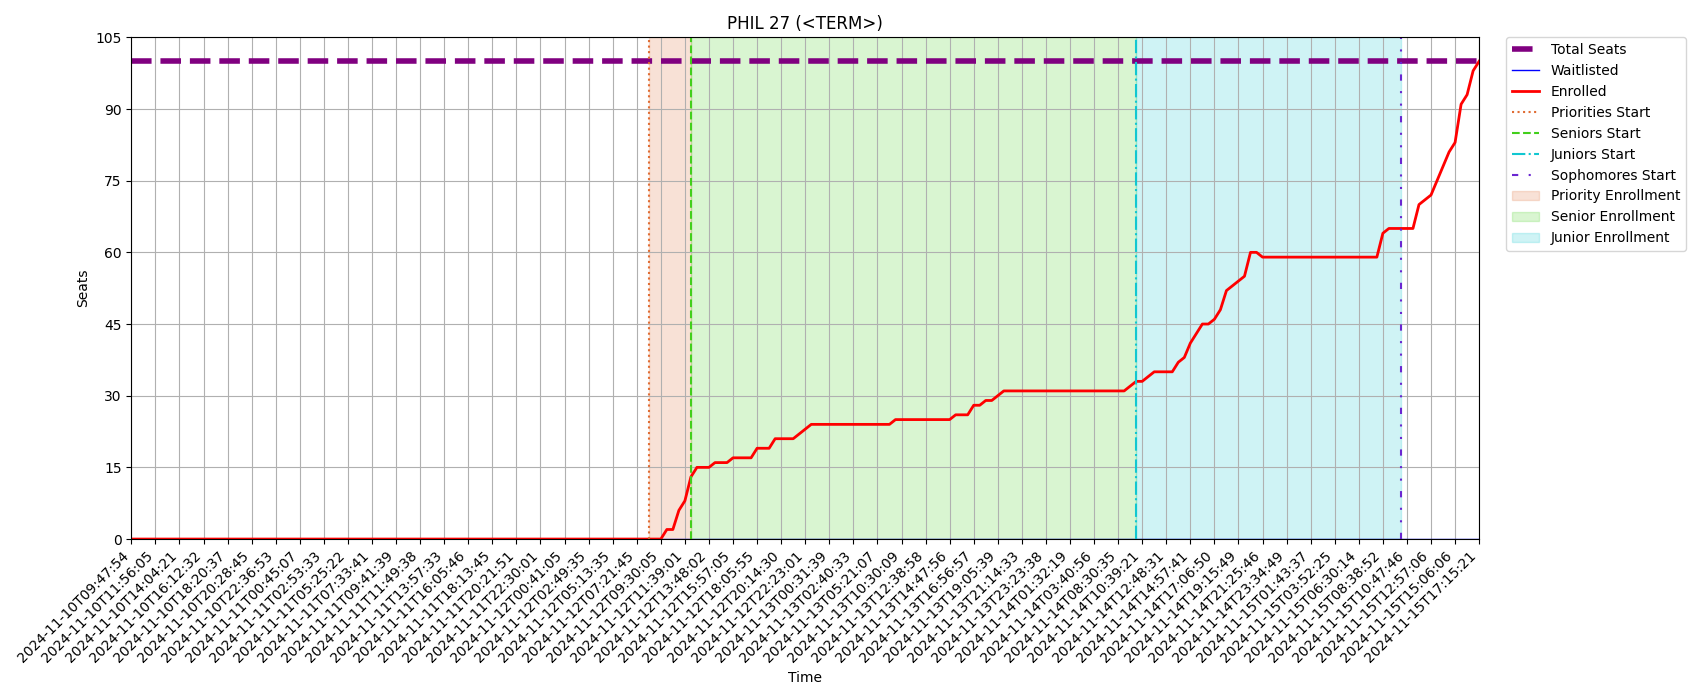 PHIL 27 (<TERM>)
105
90
75
60
45
30
15
0
Seats
2024-11-10T09:47:54
2024-11-10T11:56:05
2024-11-10T14:04:21
2024-11-10T16:12:32
2024-11-10T18:20:37
2024-11-10T20:28:45
2024-11-10T22:36:53
2024-11-11T00:45:07
2024-11-11T02:53:33
2024-11-11T05:25:22
2024-11-11T07:33:41
2024-11-11T09:41:39
2024-11-11T11:49:38
2024-11-11T13:57:33
2024-11-11T16:05:46
2024-11-11T18:13:45
2024-11-11T20:21:51
2024-11-11T22:30:01
2024-11-12T00:41:05
2024-11-12T02:49:35
2024-11-12T05:13:35
2024-11-12T07:21:45
2024-11-12T09:30:05
2024-11-12T11:39:01
2024-11-12T13:48:02
2024-11-12T15:57:05
2024-11-12T18:05:55
2024-11-12T20:14:30
2024-11-12T22:23:01
2024-11-13T00:31:39
2024-11-13T02:40:33
2024-11-13T05:21:07
2024-11-13T10:30:09
2024-11-13T12:38:58
2024-11-13T14:47:56
2024-11-13T16:56:57
2024-11-13T19:05:39
2024-11-13T21:14:33
2024-11-13T23:23:38
2024-11-14T01:32:19
2024-11-14T03:40:56
2024-11-14T08:30:35
2024-11-14T10:39:21
2024-11-14T12:48:31
2024-11-14T14:57:41
2024-11-14T17:06:50
2024-11-14T19:15:49
2024-11-14T21:25:46
2024-11-14T23:34:49
2024-11-15T01:43:37
2024-11-15T03:52:25
2024-11-15T06:30:14
2024-11-15T08:38:52
2024-11-15T10:47:46
2024-11-15T12:57:06
2024-11-15T15:06:06
2024-11-15T17:15:21
Time
Total Seats
Waitlisted
Enrolled
Priorities Start
Seniors Start
Juniors Start
Sophomores Start
Priority Enrollment
Senior Enrollment
Junior Enrollment